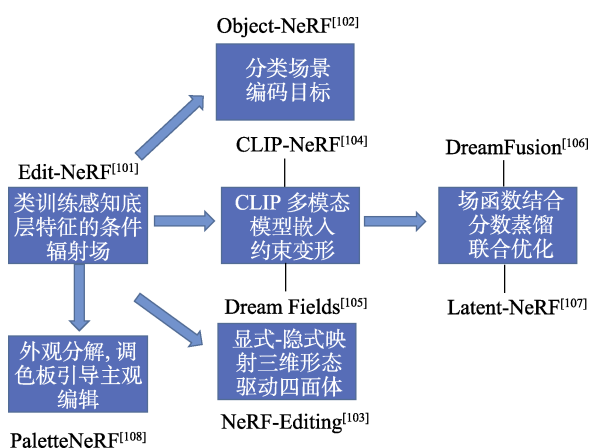 Object-NeRF[102]
分类场景
编码目标
CLIP-NeRF[104]
DreamFusion[106]
Edit-NeRF[101]
类训练感知底
层特征的条件
辐射场
CLIP 多模态
模型嵌入
约束变形
场函数结合
分数蒸馏
联合优化
Dream Fields[105]
Latent-NeRF[107]
外观分解, 调
色板引导主观
编辑
显式-隐式映
射三维形态
驱动四面体
NeRF-Editing[103]
PaletteNeRF[108]